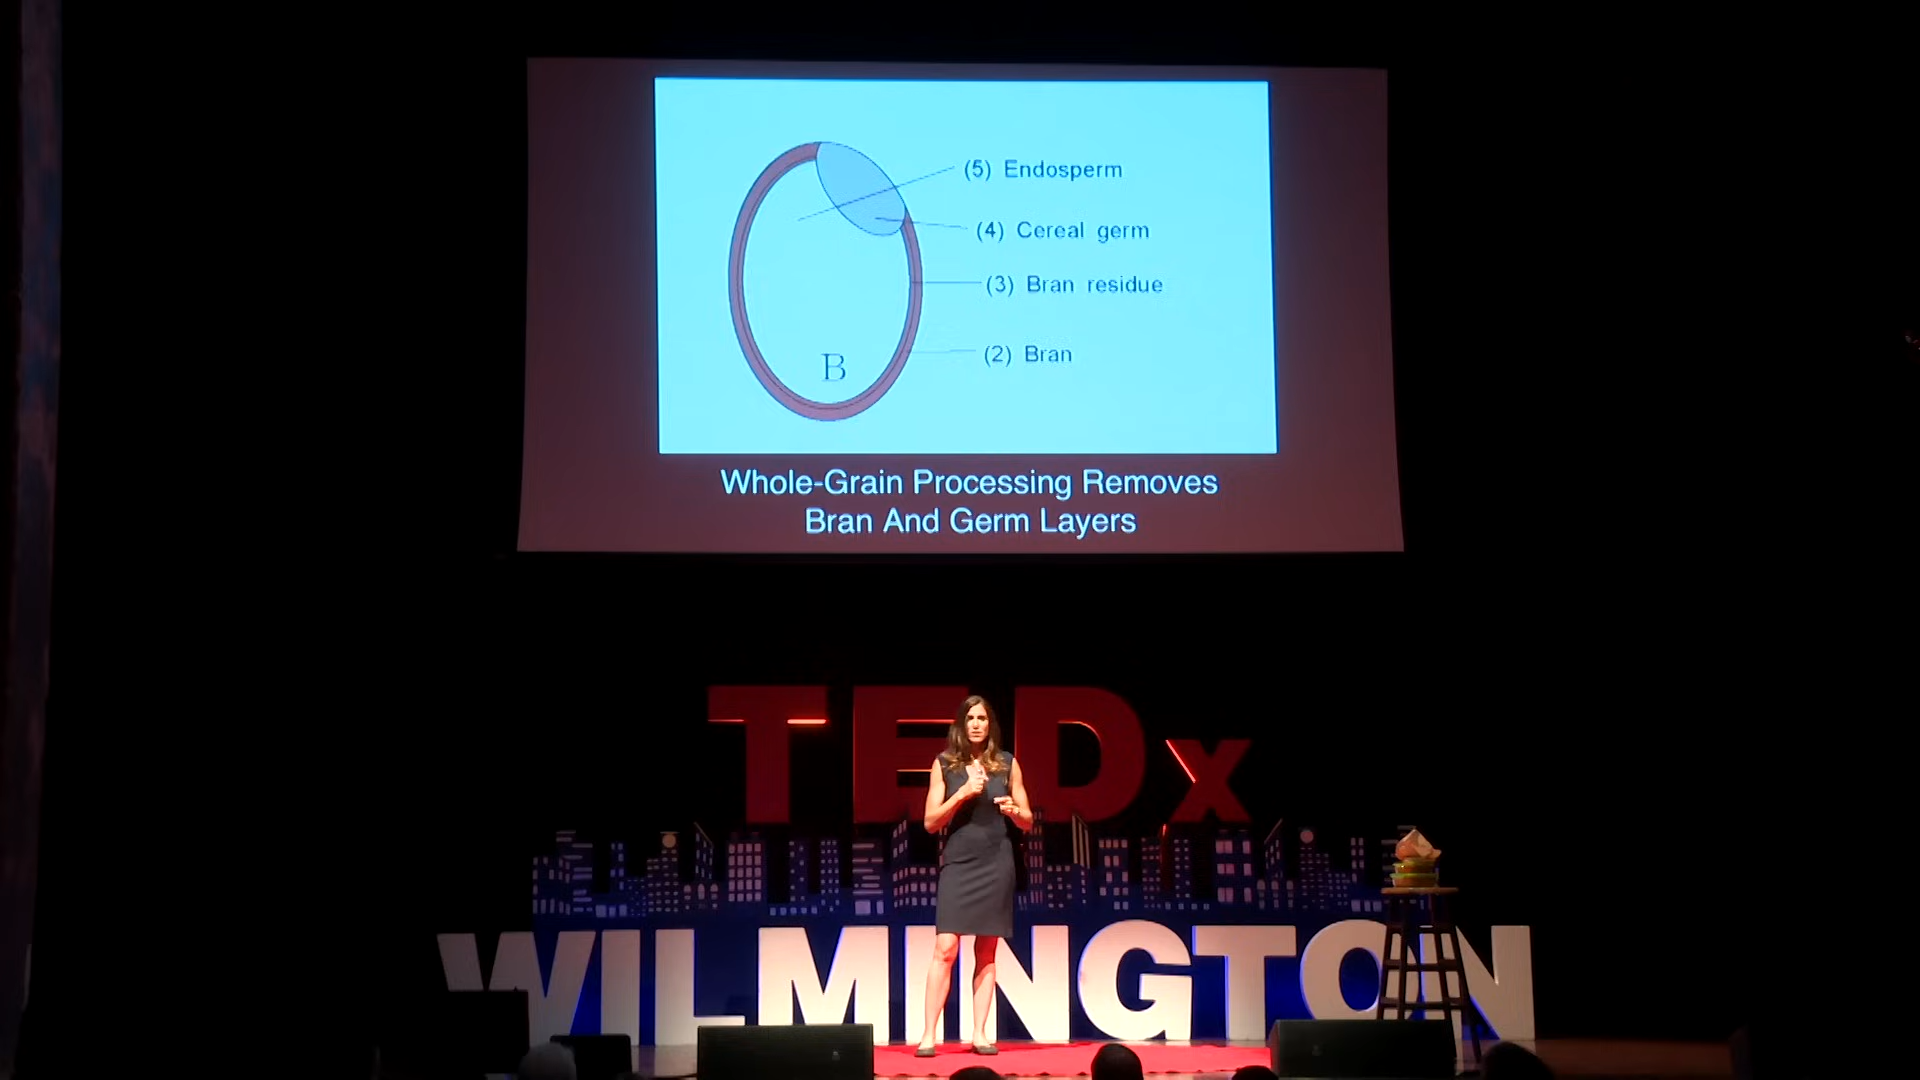 (5) Endosperm
(4) Cereal germ
(3) Bran residue
(2) Bran
B
Whole-Grain Processing Removes
Bran And Germ Layers
TEDx
WILMINGTON